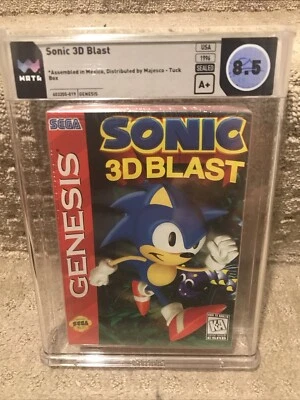 WATA
Sonic 3D Blast
*Assembled in Mexico, Distributed by Majesco - Tuck
Box
GENESIS
USA
1996
SEALED
8.5
A+
SEGA
GENESIS
SONIC
3D BLAST
SEGA
K-A
ESRB